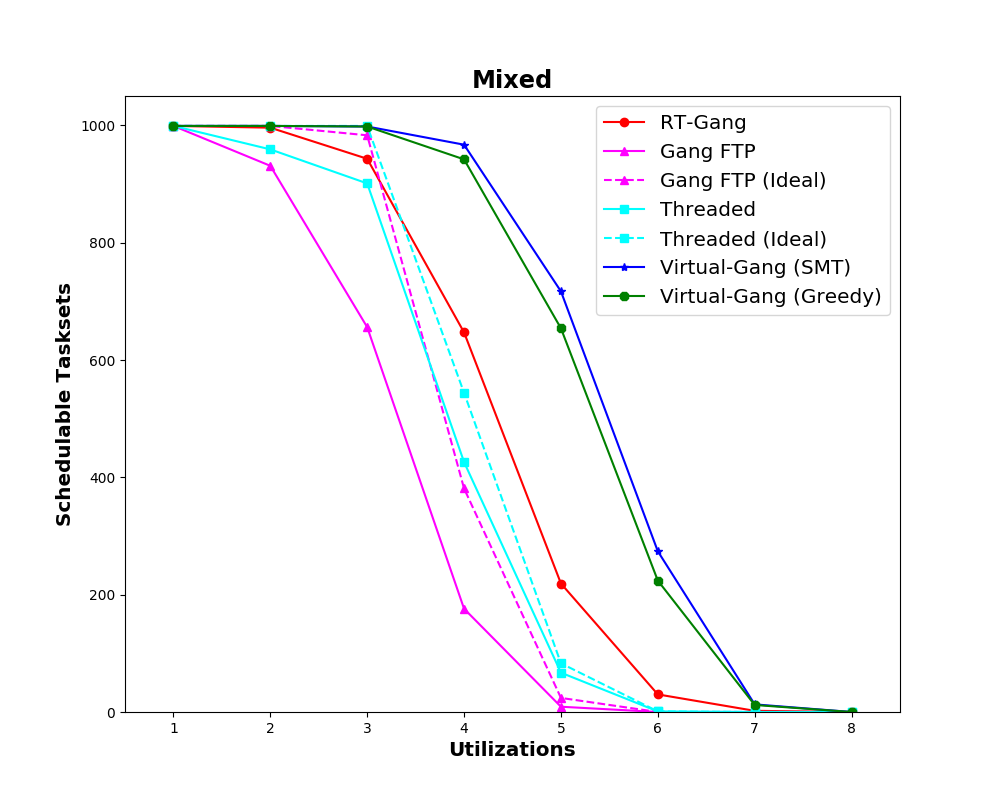 Mixed
1000
800
600
400
200
0
Schedulable Tasksets
RT-Gang
Gang FTP
Gang FTP (Ideal)
Threaded
Threaded (Ideal)
Virtual-Gang (SMT)
Virtual-Gang (Greedy)
1 2 3 4 5 6 7 8
Utilizations